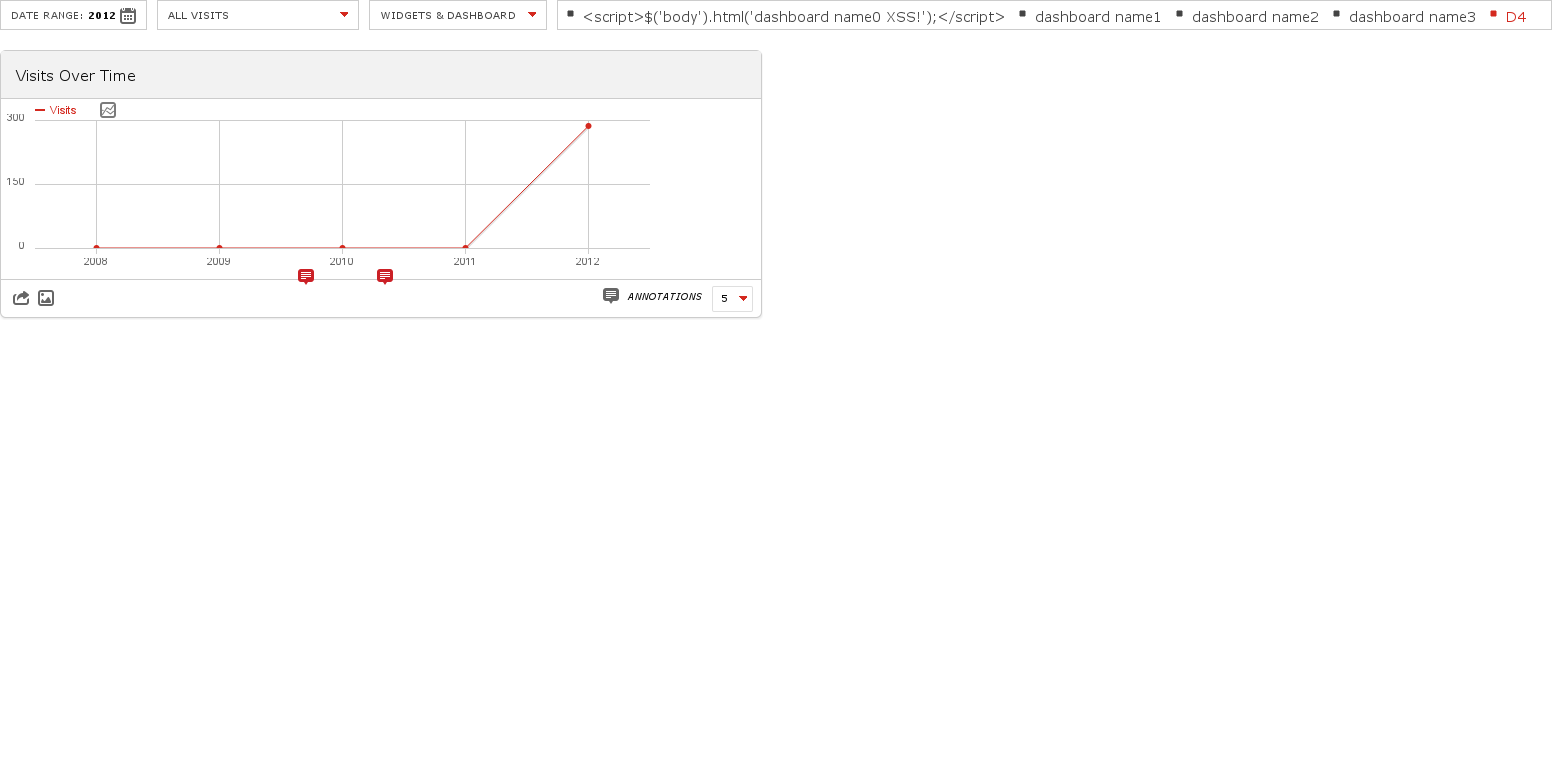 DATE RANGE: 2012
ALL VISITS
WIDGETS & DASHBOARD
<script>$('body').html('dashboard name0 XSS!');</script>
dashboard name1
dashboard name2
dashboard name3
D4
Visits Over Time
Visits
300
150
0
2008 2009 2010 2011 2012
ANNOTATIONS 5